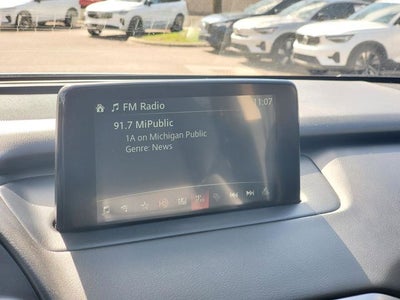 FM Radio
11:07
91.7 MiPublic
1A on Michigan Public
Genre: News